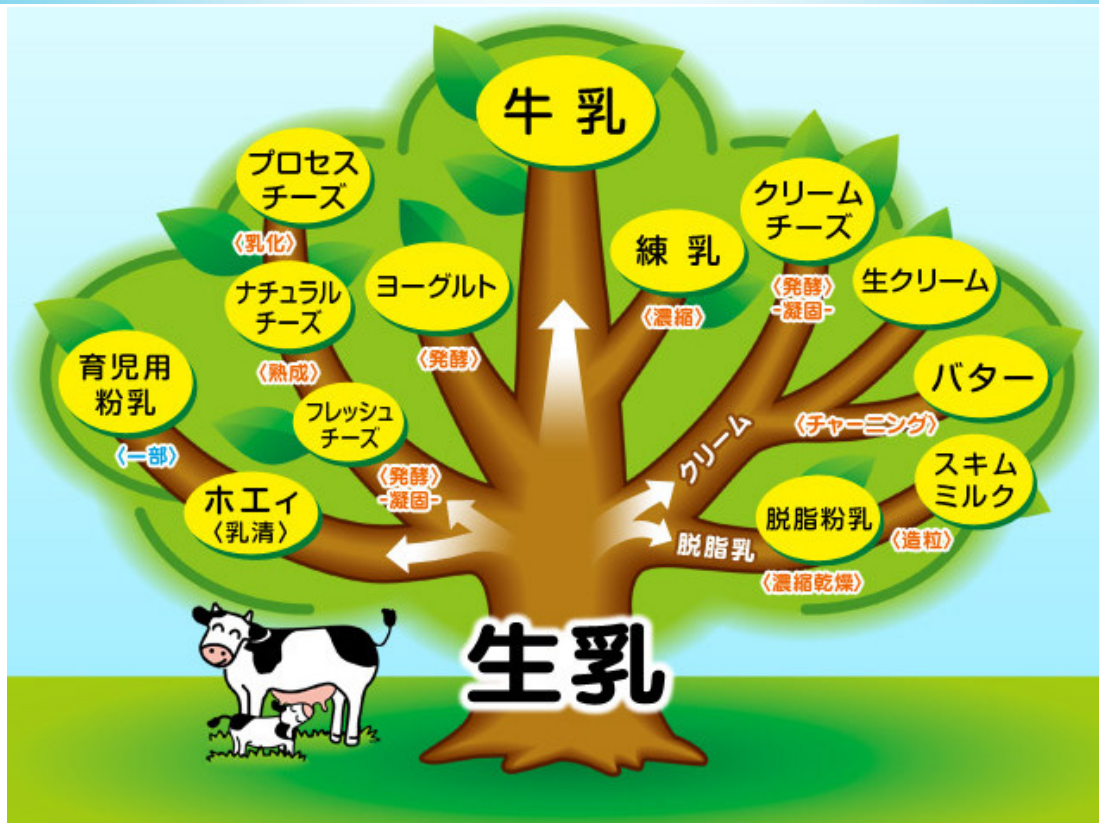 牛乳
プロセス
チーズ
〈乳化〉
ナチュラル
チーズ
〈熟成〉
フレッシュ
チーズ
〈発酵〉
-凝固-
ヨーグルト
〈発酵〉
育児用
粉乳
〈一部〉
ホエィ
〈乳清〉
練乳
〈濃縮〉
クリーム
チーズ
〈発酵〉
-凝固-
生クリーム
バター
〈チャーニング〉
クリーム
スキム
ミルク
〈造粒〉
脱脂粉乳
〈濃縮乾燥〉
脱脂乳
生乳